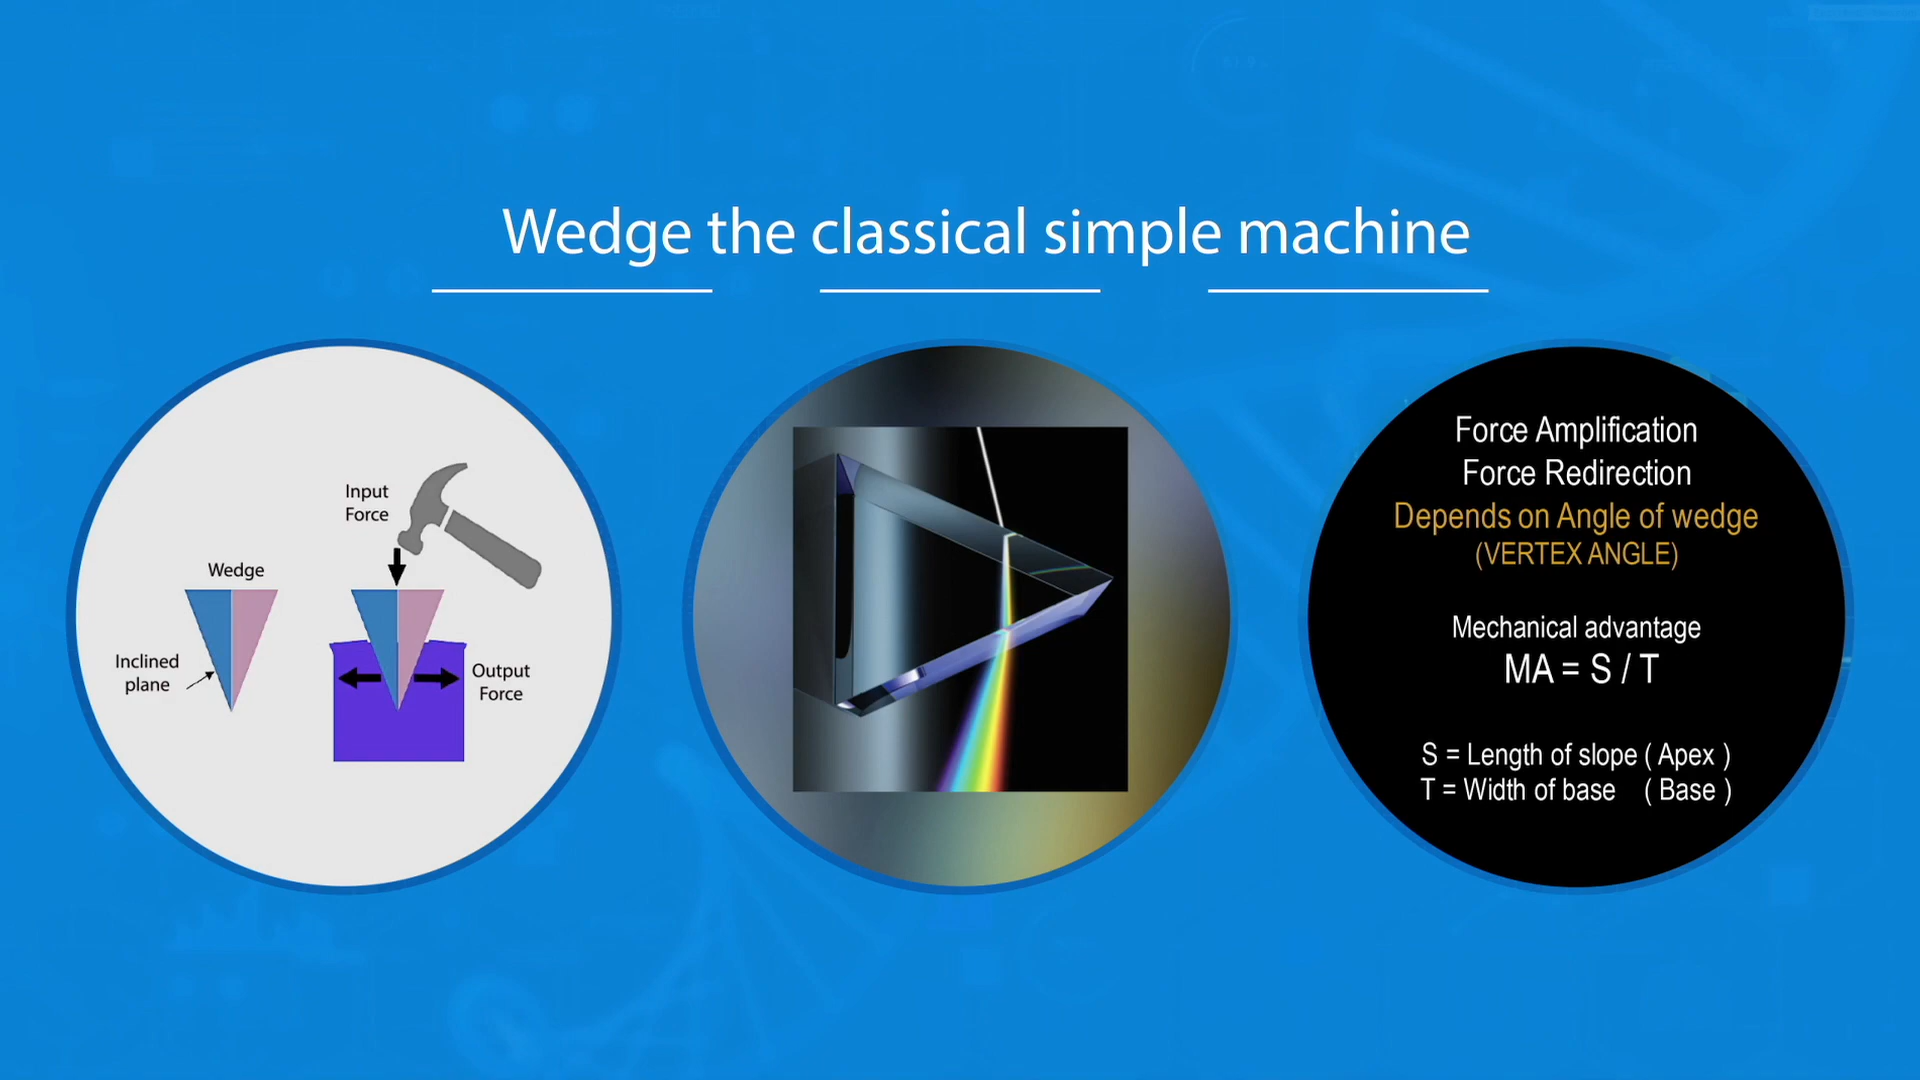 Wedge the classical simple machine
Input
Force
Wedge
Inclined
plane
Output
Force
Force Amplification
Force Redirection
Depends on Angle of wedge
(VERTEX ANGLE)
Mechanical advantage
MA = S / T
S = Length of slope ( Apex )
T = Width of base ( Base )